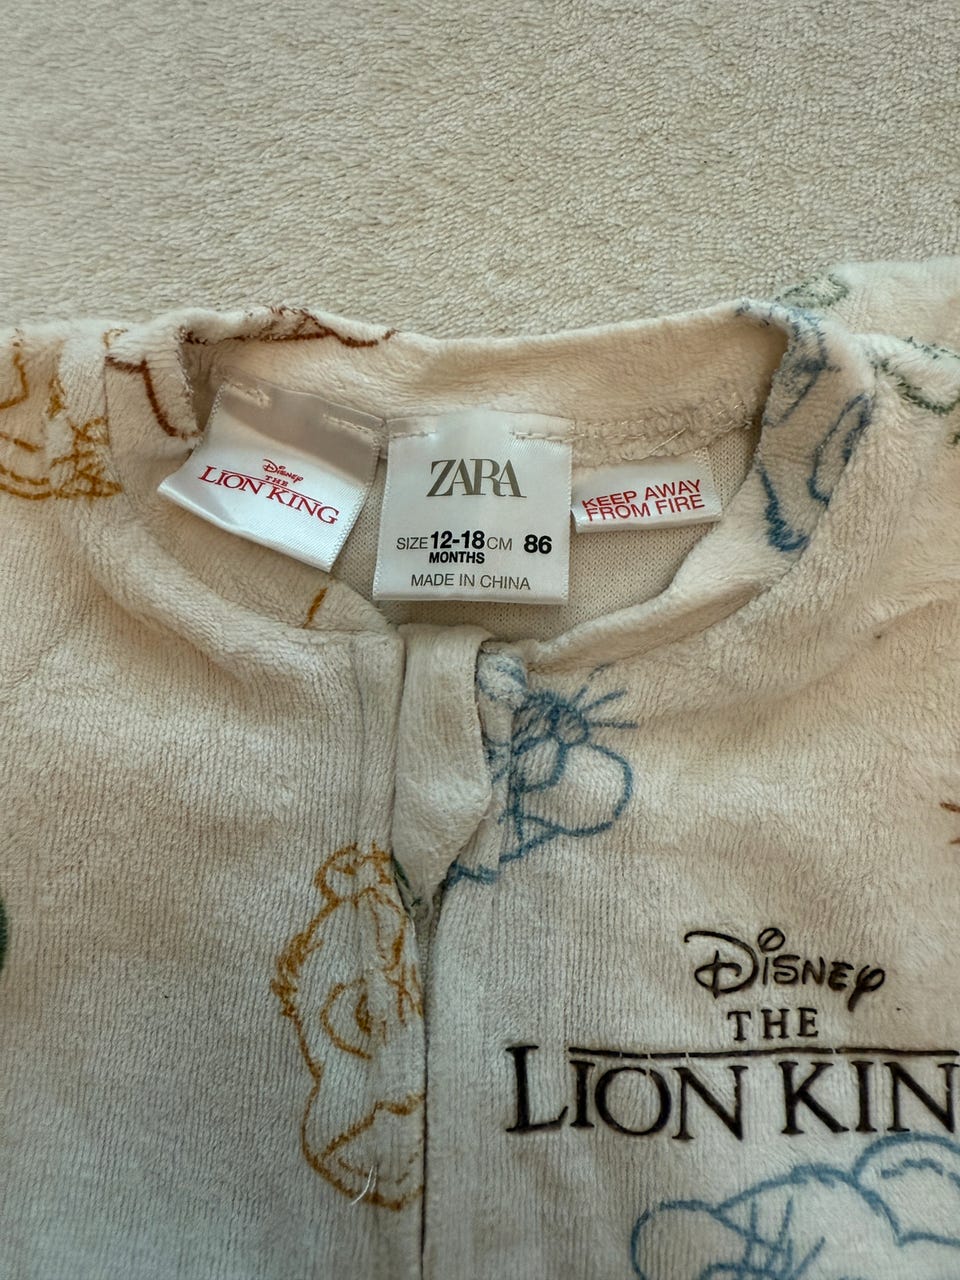 Disney
THE
LION KING
ZARA
SIZE 12-18 CM 86
MONTHS
MADE IN CHINA
KEEP AWAY
FROM FIRE
Disney
THE
LION KIN